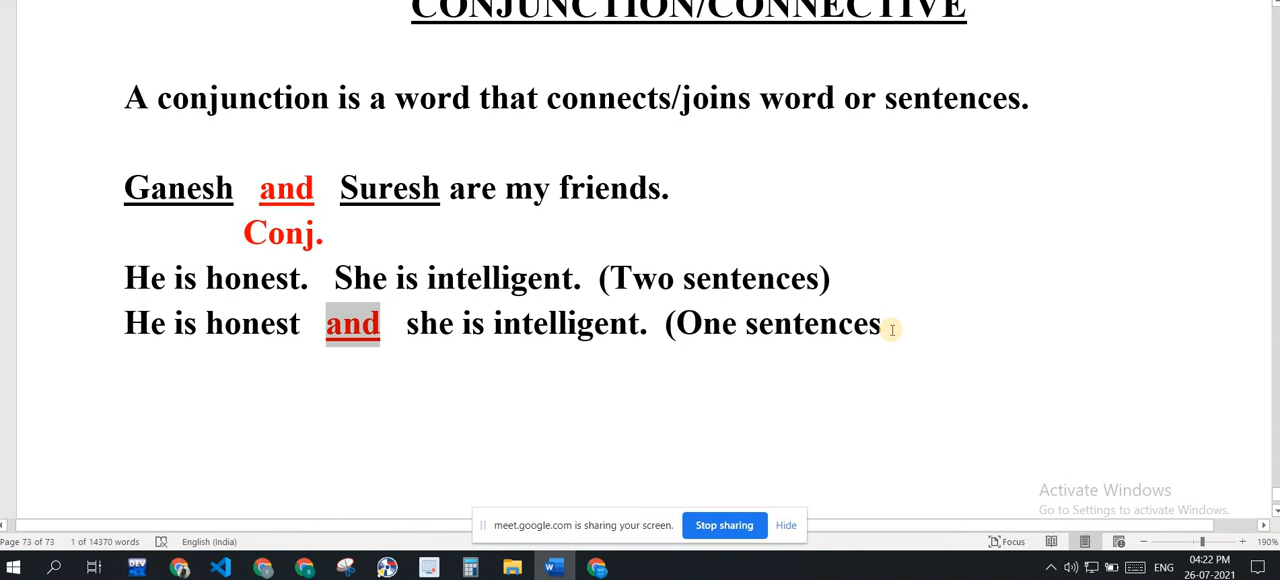 CONJUNCTION/CONNECTIVE
A conjunction is a word that connects/joins word or sentences.
Ganesh and Suresh are my friends.
Conj.
He is honest. She is intelligent. (Two sentences)
He is honest and she is intelligent. (One sentences
Activate Windows
Go to Settings to activate Windows.
meet.google.com is sharing your screen. Stop sharing Hide
Page 73 of 73 1 of 14370 words English (India) Focus 190%
DEV W ENG 04:22 PM
26-07-2021